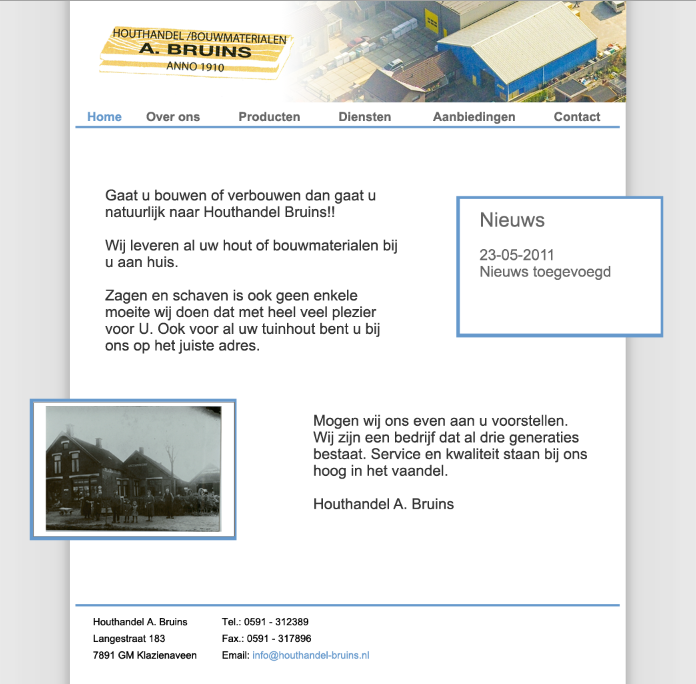 HOUTHANDEL /BOUWMATERIALEN
A. BRUINS
ANNO 1910
Home Over ons Producten Diensten Aanbiedingen Contact
Gaat u bouwen of verbouwen dan gaat u
natuurlijk naar Houthandel Bruins!!
Wij leveren al uw hout of bouwmaterialen bij
u aan huis.
Zagen en schaven is ook geen enkele
moeite wij doen dat met heel veel plezier
voor U. Ook voor al uw tuinhout bent u bij
ons op het juiste adres.
Nieuws
23-05-2011
Nieuws toegevoegd
Mogen wij ons even aan u voorstellen.
Wij zijn een bedrijf dat al drie generaties
bestaat. Service en kwaliteit staan bij ons
hoog in het vaandel.
Houthandel A. Bruins
Houthandel A. Bruins Tel.: 0591 - 312389
Langestraat 183 Fax.: 0591 - 317896
7891 GM Klazienaveen Email: info@houthandel-bruins.nl